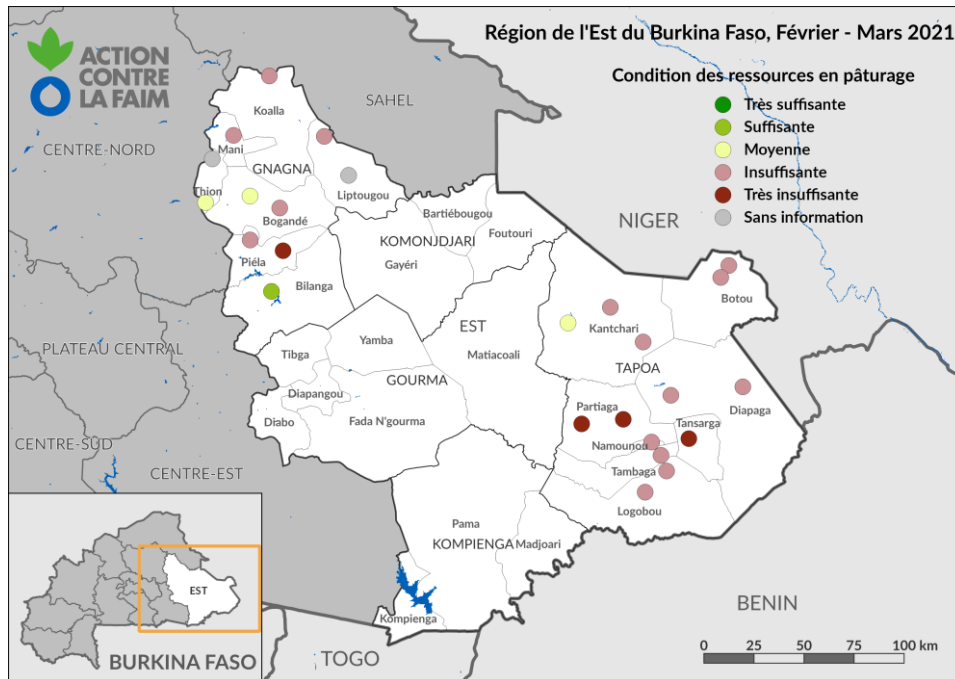 Région de l'Est du Burkina Faso, Février - Mars 2021
ACTION
CONTRE
LA FAIM
Condition des ressources en pâturage
Très suffisante
Suffisante
Moyenne
Insuffisante
Très insuffisante
Sans information
SAHEL
CENTRE-NORD
Koalla
Mani
GNAGNA
Thion
Liptougou
Bogandé
Bartiébougou
Foutouri
NIGER
KOMONDJARI
Gayéri
Piéla
Bilanga
Botou
Kantchari
EST
PLATEAU CENTRAL
Yamba
Tibga
Matiacoali
TAPOA
GOURMA
Diapangou
Diapaga
Partiaga
Diabo
Fada N'gourma
Tansarga
CENTRE-SUD
Namounou
CENTRE-EST
Tambaga
Logobou
Pama
KOMPIENGA
Madjoari
EST
BENIN
Kompienga
BURKINA FASO
TOGO
0 20 40 60 80 100 km